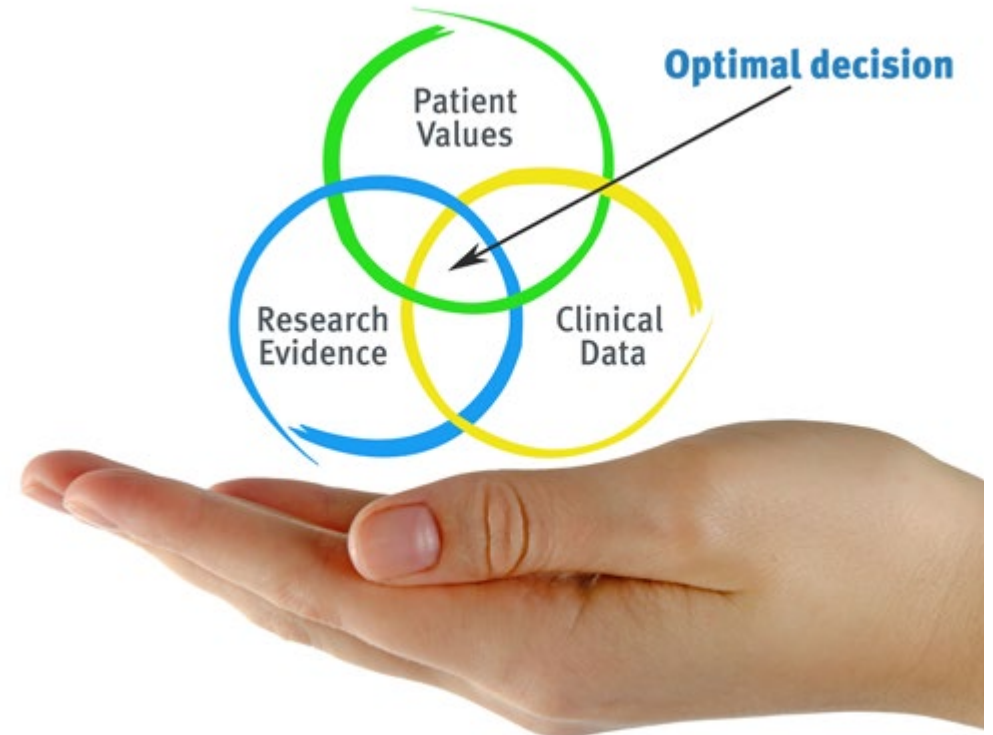 Optimal decision
Patient
Values
Research
Evidence
Clinical
Data